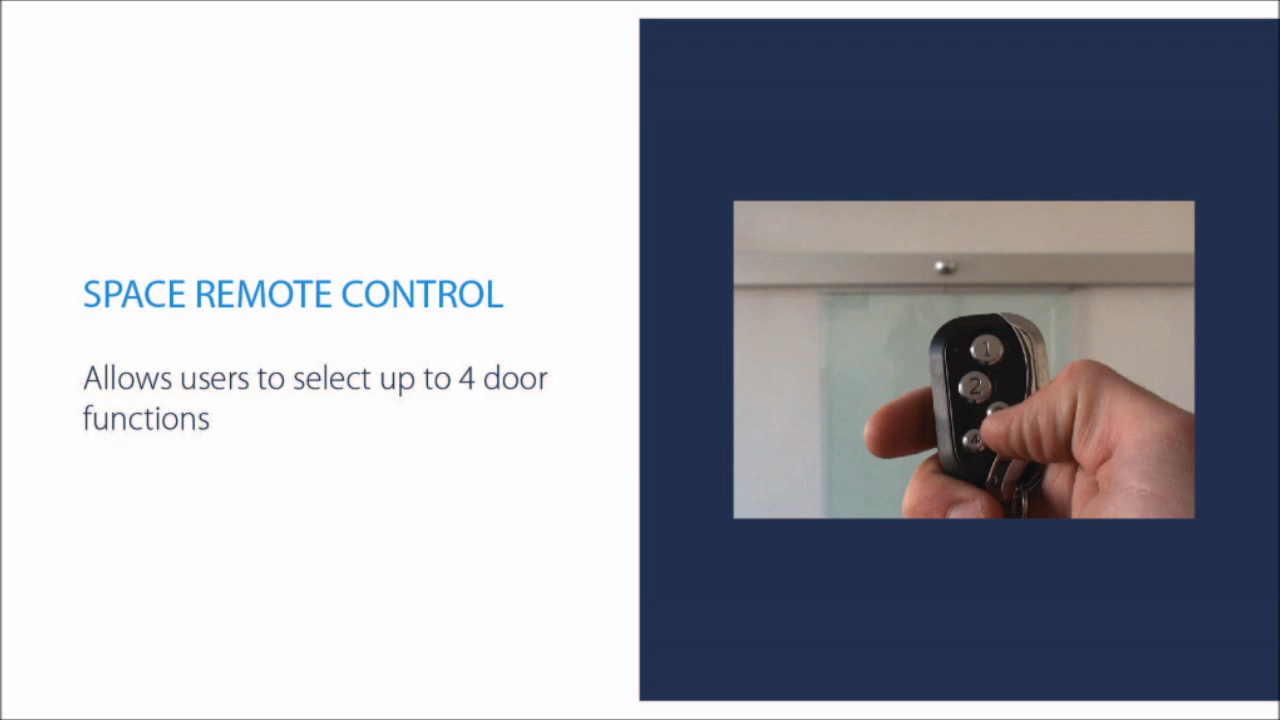 SPACE REMOTE CONTROL
Allows users to select up to 4 door
functions
1
2
4